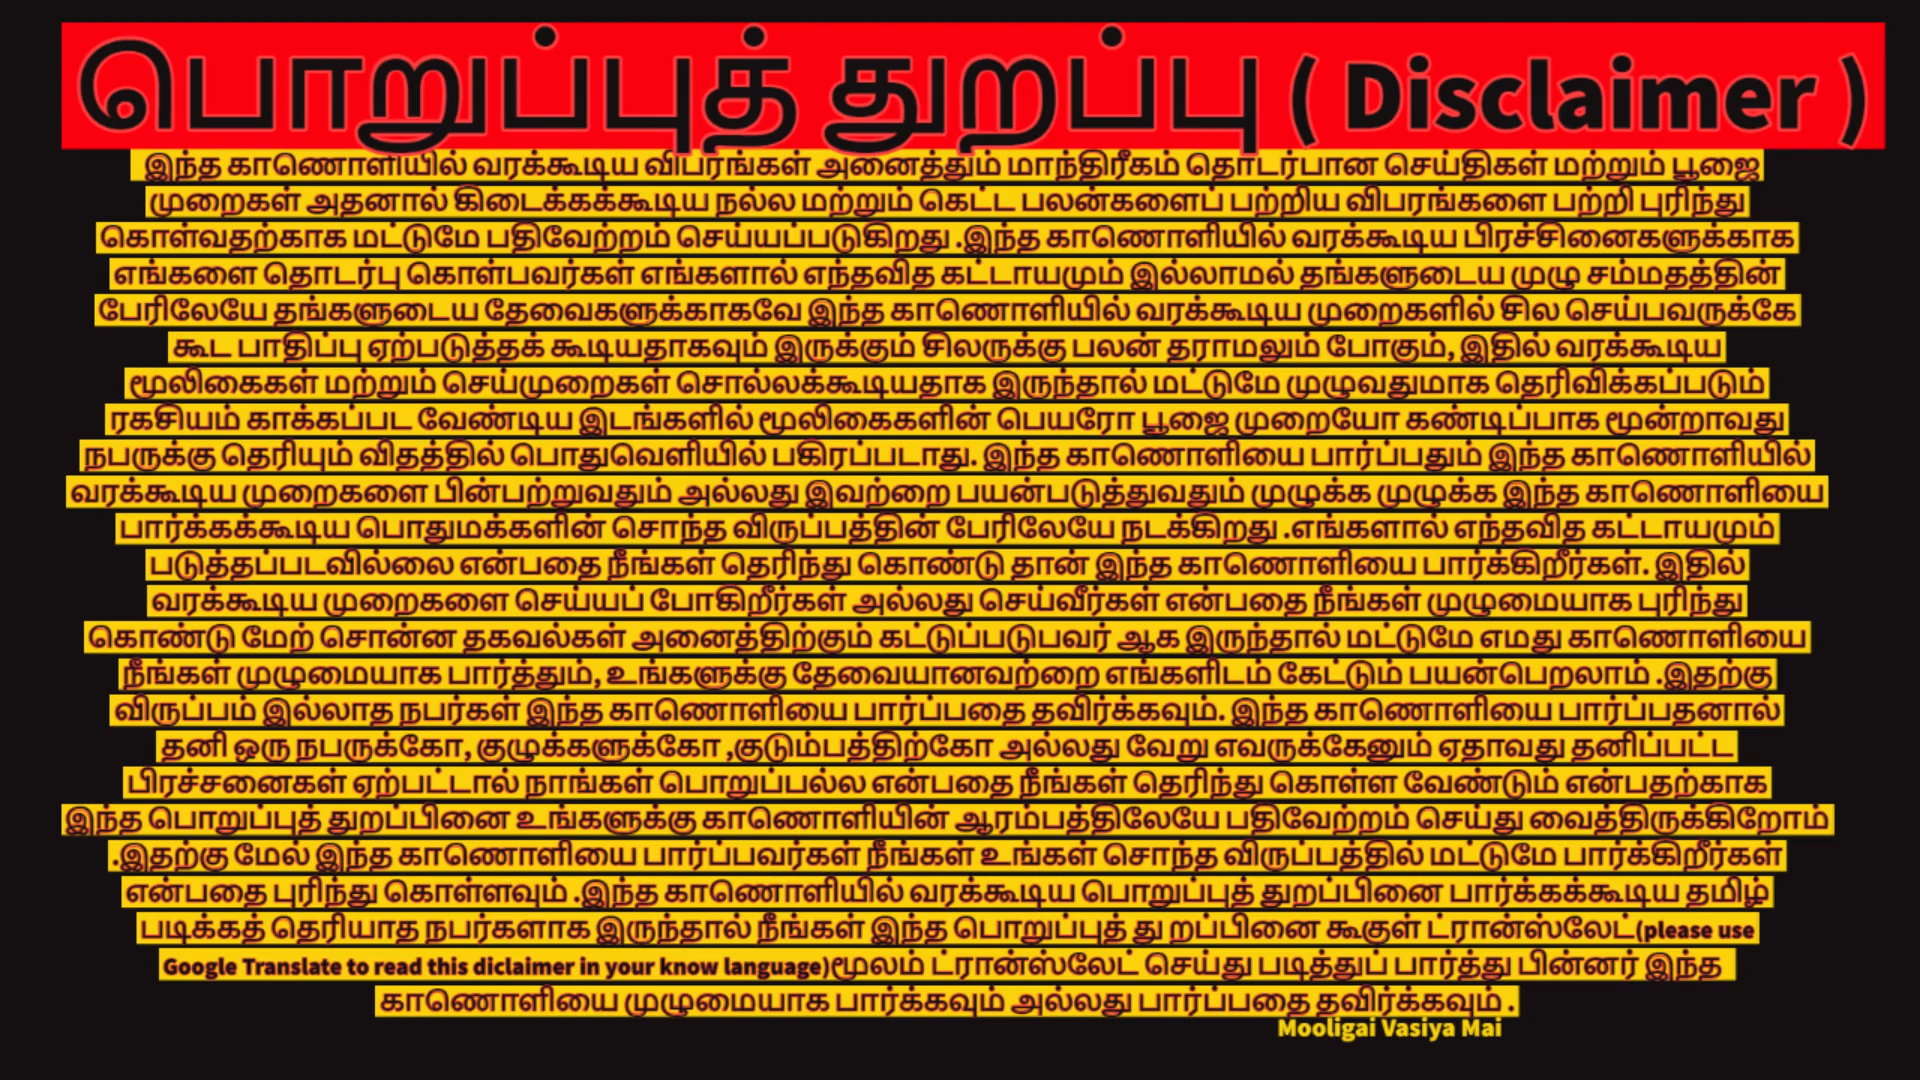 பொறுப்புத் துறப்பு ( Disclaimer )
இந்த காணொளியில் வரக்கூடிய விபரங்கள் அனைத்தும் மாந்திரீகம் தொடர்பான செய்திகள் மற்றும் பூஜை
முறைகள் அதனால் கிடைக்கக்கூடிய நல்ல மற்றும் கெட்ட பலன்களைப் பற்றிய விபரங்களை பற்றி புரிந்து
கொள்வதற்காக மட்டுமே பதிவேற்றம் செய்யப்படுகிறது .இந்த காணொளியில் வரக்கூடிய பிரச்சினைகளுக்காக
எங்களை தொடர்பு கொள்பவர்கள் எங்களால் எந்தவித கட்டாயமும் இல்லாமல் தங்களுடைய முழு சம்மதத்தின்
பேரிலேயே தங்களுடைய தேவைகளுக்காகவே இந்த காணொளியில் வரக்கூடிய முறைகளில் சில செய்பவருக்கே
கூட பாதிப்பு ஏற்படுத்தக் கூடியதாகவும் இருக்கும் சிலருக்கு பலன் தராமலும் போகும், இதில் வரக்கூடிய
மூலிகைகள் மற்றும் செய்முறைகள் சொல்லக்கூடியதாக இருந்தால் மட்டுமே முழுவதுமாக தெரிவிக்கப்படும்
ரகசியம் காக்கப்பட வேண்டிய இடங்களில் மூலிகைகளின் பெயரோ பூஜை முறையோ கண்டிப்பாக மூன்றாவது
நபருக்கு தெரியும் விதத்தில் பொதுவெளியில் பகிரப்படாது. இந்த காணொளியை பார்ப்பதும் இந்த காணொளியில்
வரக்கூடிய முறைகளை பின்பற்றுவதும் அல்லது இவற்றை பயன்படுத்துவதும் முழுக்க முழுக்க இந்த காணொளியை
பார்க்கக்கூடிய பொதுமக்களின் சொந்த விருப்பத்தின் பேரிலேயே நடக்கிறது .எங்களால் எந்தவித கட்டாயமும்
படுத்தப்படவில்லை என்பதை நீங்கள் தெரிந்து கொண்டு தான் இந்த காணொளியை பார்க்கிறீர்கள். இதில்
வரக்கூடிய முறைகளை செய்யப் போகிறீர்கள் அல்லது செய்வீர்கள் என்பதை நீங்கள் முழுமையாக புரிந்து
கொண்டு மேற் சொன்ன தகவல்கள் அனைத்திற்கும் கட்டுப்படுபவர் ஆக இருந்தால் மட்டுமே எமது காணொளியை
நீங்கள் முழுமையாக பார்த்தும், உங்களுக்கு தேவையானவற்றை எங்களிடம் கேட்டும் பயன்பெறலாம் .இதற்கு
விருப்பம் இல்லாத நபர்கள் இந்த காணொளியை பார்ப்பதை தவிர்க்கவும். இந்த காணொளியை பார்ப்பதனால்
தனி ஒரு நபருக்கோ, குழுக்களுக்கோ ,குடும்பத்திற்கோ அல்லது வேறு எவருக்கேனும் ஏதாவது தனிப்பட்ட
பிரச்சனைகள் ஏற்பட்டால் நாங்கள் பொறுப்பல்ல என்பதை நீங்கள் தெரிந்து கொள்ள வேண்டும் என்பதற்காக
இந்த பொறுப்புத் துறப்பினை உங்களுக்கு காணொளியின் ஆரம்பத்திலேயே பதிவேற்றம் செய்து வைத்திருக்கிறோம்
.இதற்கு மேல் இந்த காணொளியை பார்ப்பவர்கள் நீங்கள் உங்கள் சொந்த விருப்பத்தில் மட்டுமே பார்க்கிறீர்கள்
என்பதை புரிந்து கொள்ளவும் .இந்த காணொளியில் வரக்கூடிய பொறுப்புத் துறப்பினை பார்க்கக்கூடிய தமிழ்
படிக்கத் தெரியாத நபர்களாக இருந்தால் நீங்கள் இந்த பொறுப்புத் து றப்பினை கூகுள் ட்ரான்ஸ்லேட்(please use
Google Translate to read this diclaimer in your know language)மூலம் ட்ரான்ஸ்லேட் செய்து படித்துப் பார்த்து பின்னர் இந்த
காணொளியை முழுமையாக பார்க்கவும் அல்லது பார்ப்பதை தவிர்க்கவும் .
Mooligai Vasiya Mai